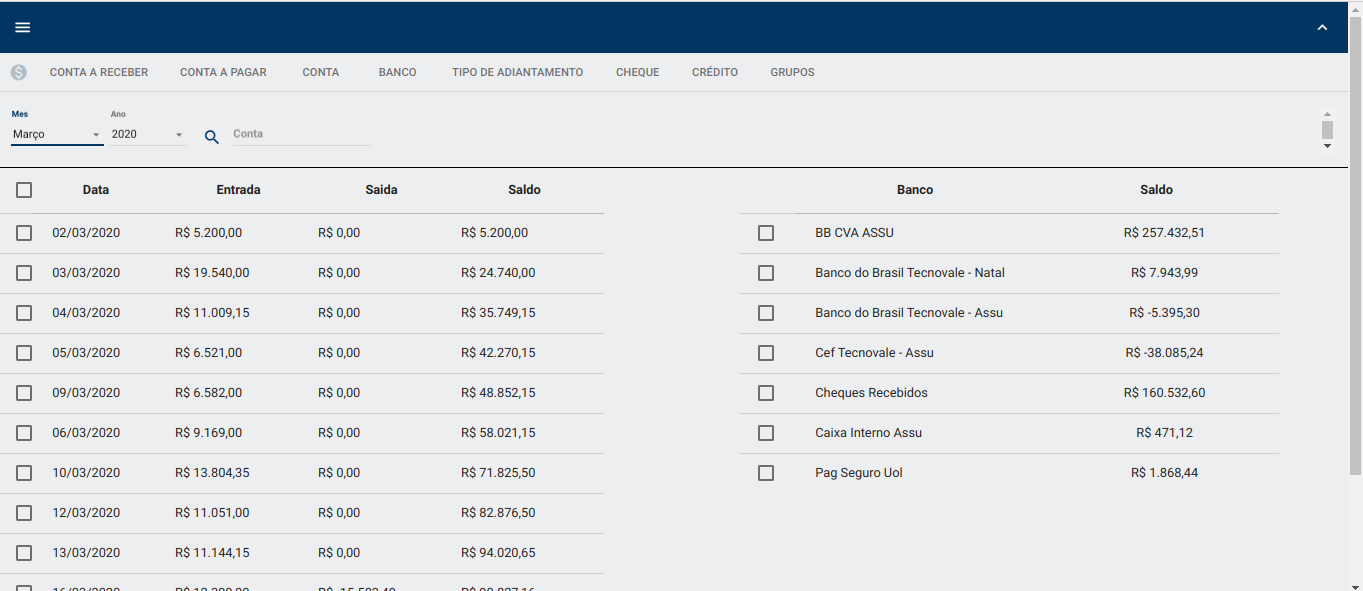 CONTA A RECEBER CONTA A PAGAR CONTA BANCO TIPO DE ADIANTAMENTO CHEQUE CRÉDITO GRUPOS
Mes Ano
Março 2020 Conta
Data Entrada Saida Saldo Banco Saldo
02/03/2020 R$ 5.200,00 R$ 0,00 R$ 5.200,00 BB CVA ASSU R$ 257.432,51
03/03/2020 R$ 19.540,00 R$ 0,00 R$ 24.740,00 Banco do Brasil Tecnovale - Natal R$ 7.943,99
04/03/2020 R$ 11.009,15 R$ 0,00 R$ 35.749,15 Banco do Brasil Tecnovale - Assu R$ -5.395,30
05/03/2020 R$ 6.521,00 R$ 0,00 R$ 42.270,15 Cef Tecnovale - Assu R$ -38.085,24
09/03/2020 R$ 6.582,00 R$ 0,00 R$ 48.852,15 Cheques Recebidos R$ 160.532,60
06/03/2020 R$ 9.169,00 R$ 0,00 R$ 58.021,15 Caixa Interno Assu R$ 471,12
10/03/2020 R$ 13.804,35 R$ 0,00 R$ 71.825,50 Pag Seguro Uol R$ 1.868,44
12/03/2020 R$ 11.051,00 R$ 0,00 R$ 82.876,50
13/03/2020 R$ 11.144,15 R$ 0,00 R$ 94.020,65